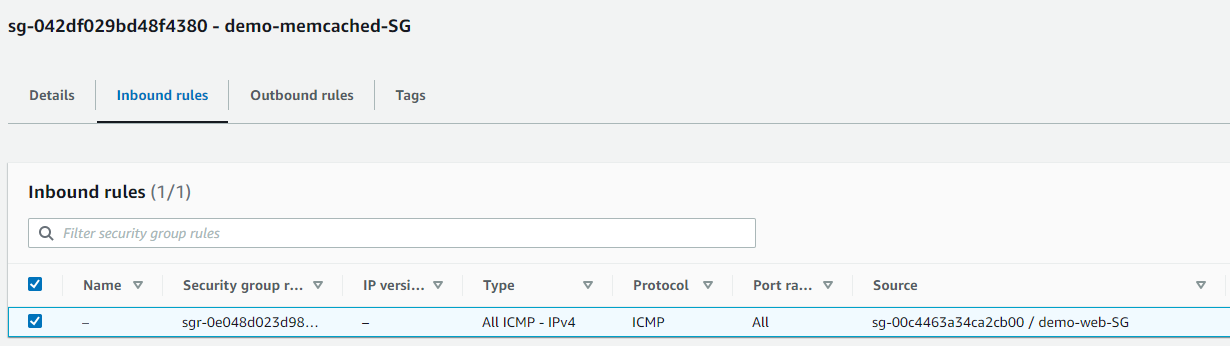 sg-042df029bd48f4380 - demo-memcached-SG
Details Inbound rules Outbound rules Tags
Inbound rules (1/1)
Filter security group rules
Name Security group r... IP versi... Type Protocol Port ra... Source
– sgr-0e048d023d98... – All ICMP - IPv4 ICMP All sg-00c4463a34ca2cb00 / demo-web-SG